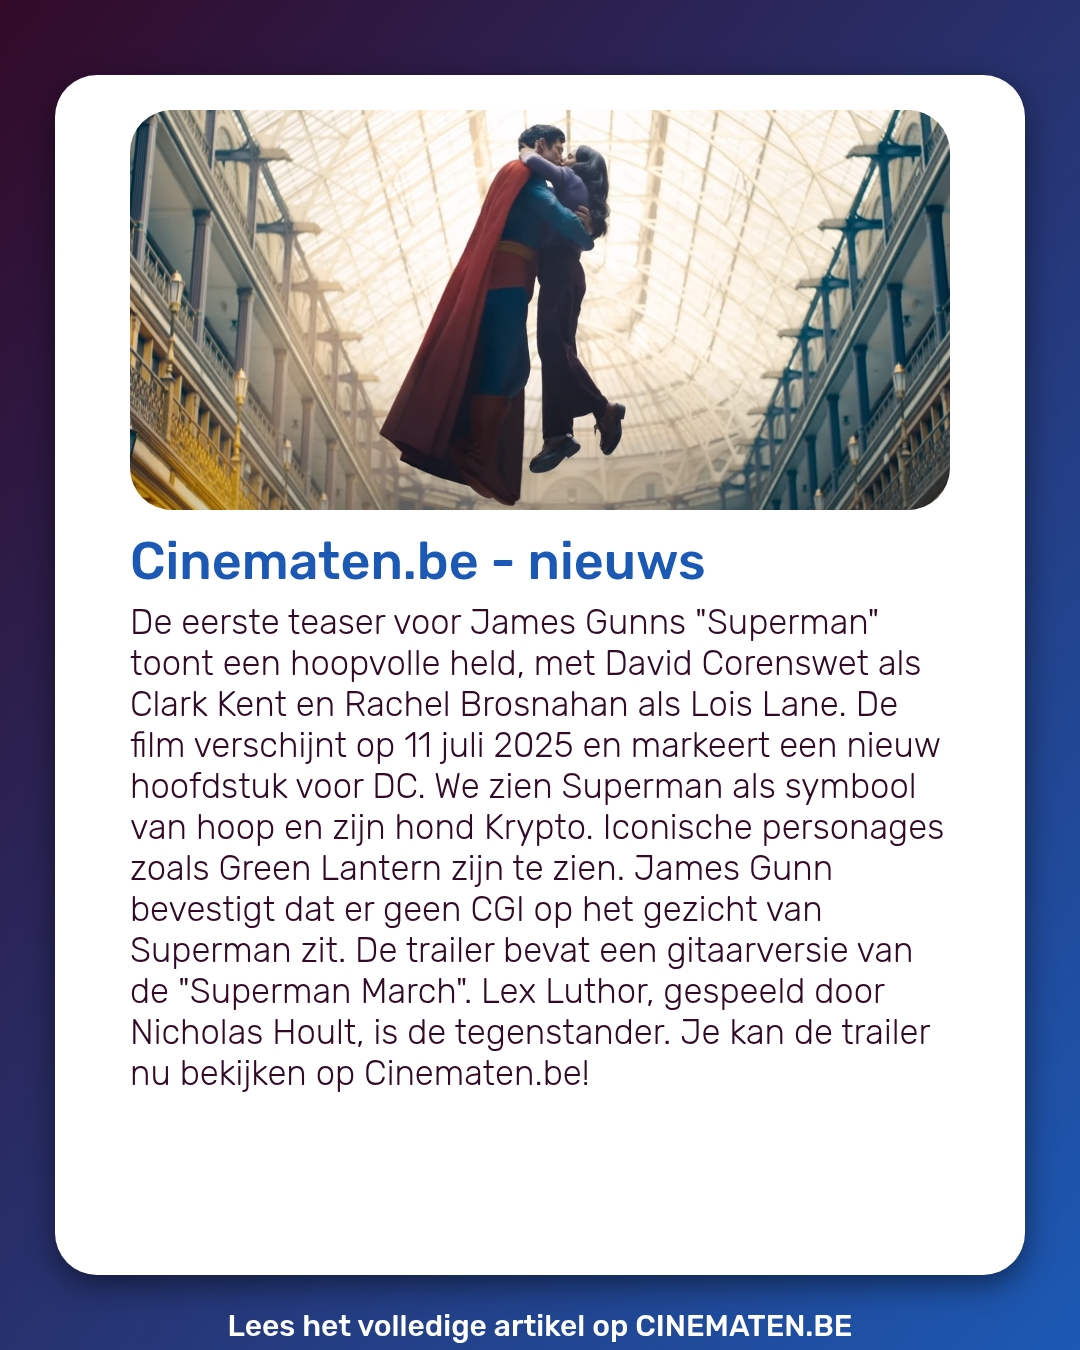 Cinematen.be - nieuws
De eerste teaser voor James Gunns "Superman"
toont een hoopvolle held, met David Corenswet als
Clark Kent en Rachel Brosnahan als Lois Lane. De
film verschijnt op 11 juli 2025 en markeert een nieuw
hoofdstuk voor DC. We zien Superman als symbool
van hoop en zijn hond Krypto. Iconische personages
zoals Green Lantern zijn te zien. James Gunn
bevestigt dat er geen CGI op het gezicht van
Superman zit. De trailer bevat een gitaarversie van
de "Superman March". Lex Luthor, gespeeld door
Nicholas Hoult, is de tegenstander. Je kan de trailer
nu bekijken op Cinematen.be!
Lees het volledige artikel op CINEMATEN.BE